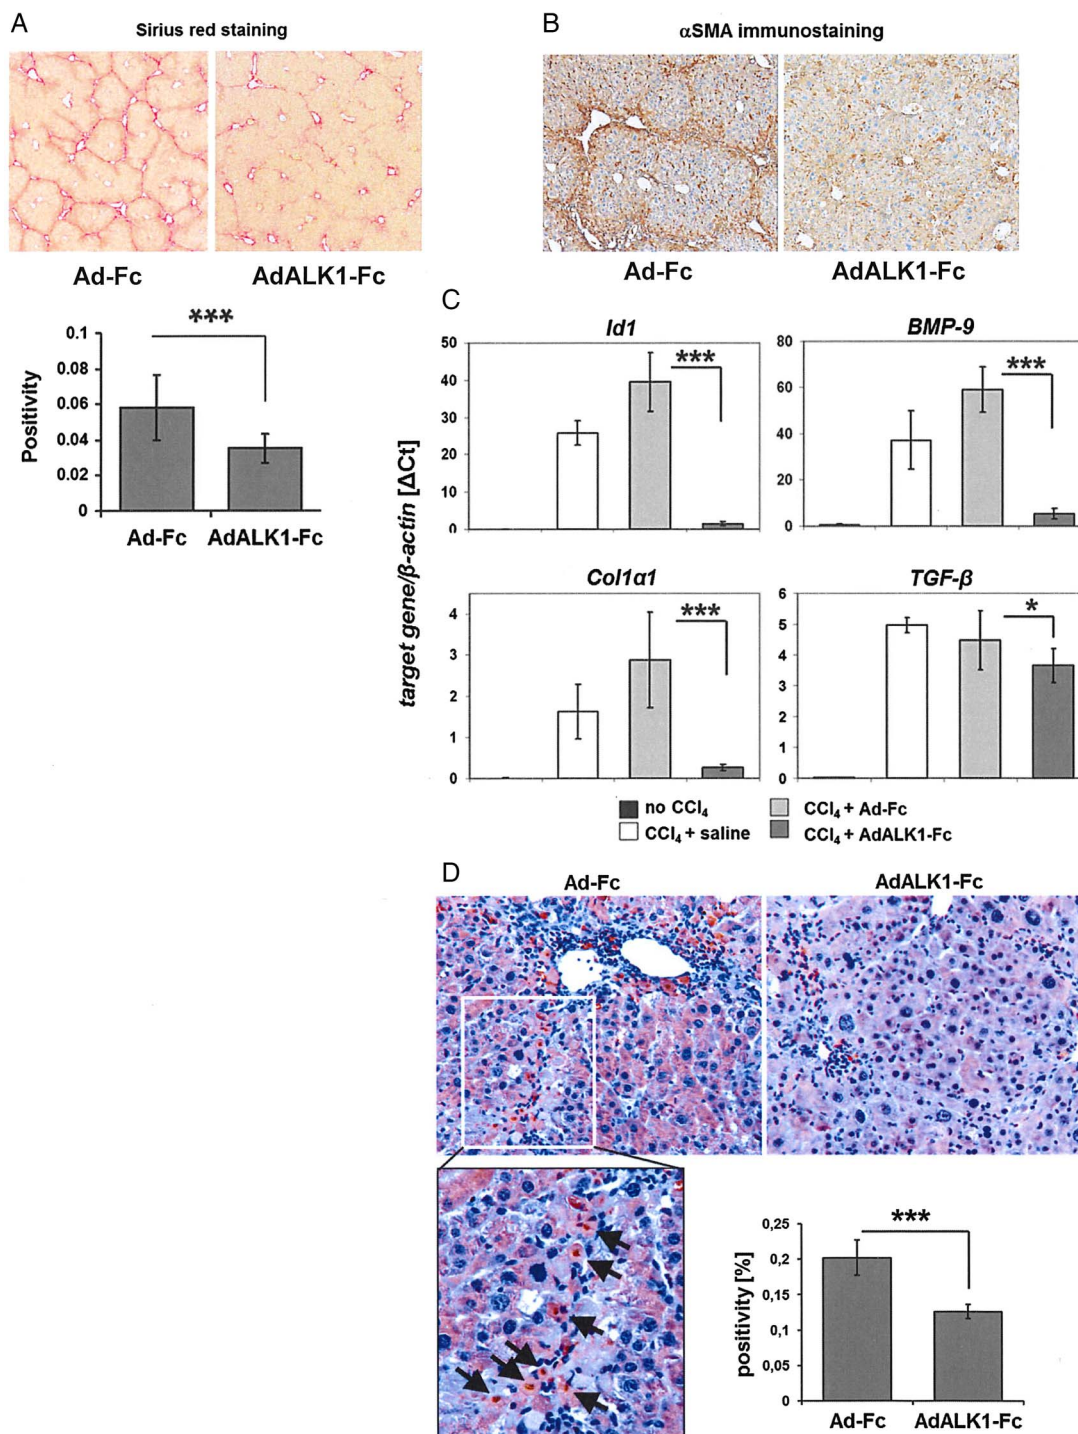 A
Sirius red staining
Ad-Fc AdALK1-Fc
***
Positivity
0.1
0.08
0.06
0.04
0.02
0
Ad-Fc AdALK1-Fc
B
αSMA immunostaining
Ad-Fc AdALK1-Fc
C
target gene/β-actin [ΔCt]
Id1
50
40
30
20
10
0
***
BMP-9
80
60
40
20
0
***
Col1α1
4
3
2
1
0
***
TGF-β
6
5
4
3
2
1
0
*
no CCl₄ CCl₄ + Ad-Fc
CCl₄ + saline CCl₄ + AdALK1-Fc
D
Ad-Fc AdALK1-Fc
positivity [%]
0,25
0,2
0,15
0,1
0,05
0
***
Ad-Fc AdALK1-Fc